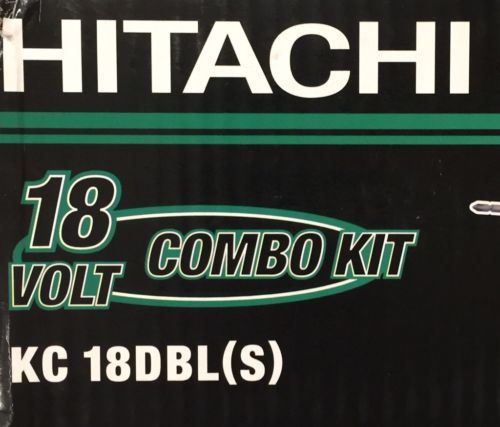 HITACHI
18
VOLT COMBO KIT
KC 18DBL(S)